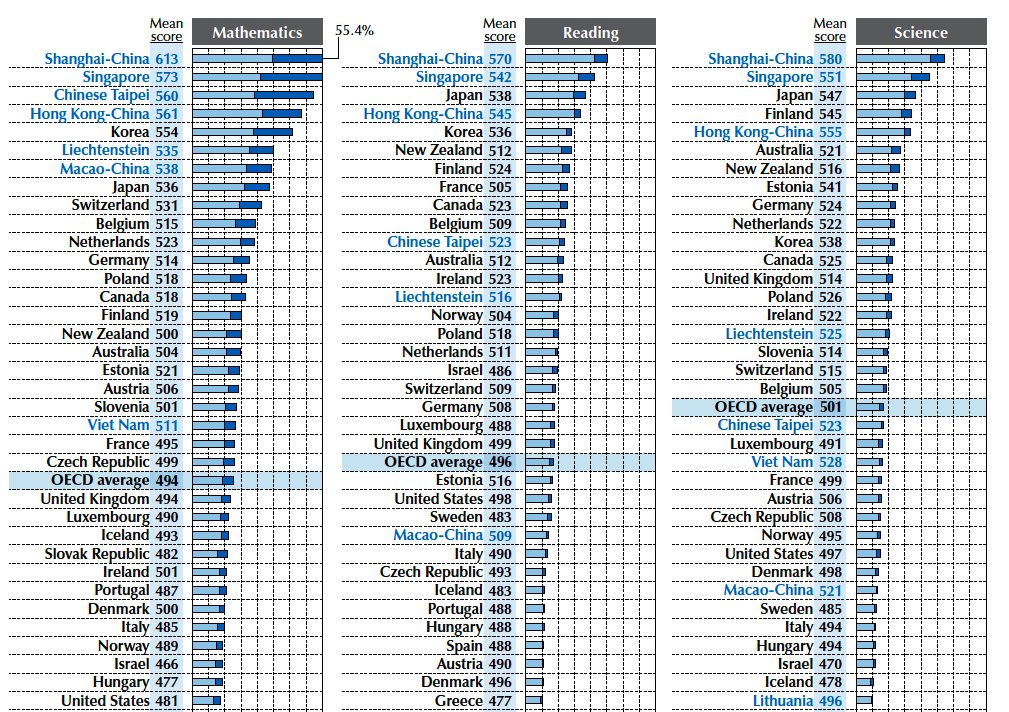 Mean score Mathematics
55.4%
Shanghai-China 613
Singapore 573
Chinese Taipei 560
Hong Kong-China 561
Korea 554
Liechtenstein 535
Macao-China 538
Japan 536
Switzerland 531
Belgium 515
Netherlands 523
Germany 514
Poland 518
Canada 518
Finland 519
New Zealand 500
Australia 504
Estonia 521
Austria 506
Slovenia 501
Viet Nam 511
France 495
Czech Republic 499
OECD average 494
United Kingdom 494
Luxembourg 490
Iceland 493
Slovak Republic 482
Ireland 501
Portugal 487
Denmark 500
Italy 485
Norway 489
Israel 466
Hungary 477
United States 481
Mean score Reading
Shanghai-China 570
Singapore 542
Japan 538
Hong Kong-China 545
Korea 536
New Zealand 512
Finland 524
France 505
Canada 523
Belgium 509
Chinese Taipei 523
Australia 512
Ireland 523
Liechtenstein 516
Norway 504
Poland 518
Netherlands 511
Israel 486
Switzerland 509
Germany 508
Luxembourg 488
United Kingdom 499
OECD average 496
Estonia 516
United States 498
Sweden 483
Macao-China 509
Italy 490
Czech Republic 493
Iceland 483
Portugal 488
Hungary 488
Spain 488
Austria 490
Denmark 496
Greece 477
Mean score Science
Shanghai-China 580
Singapore 551
Japan 547
Finland 545
Hong Kong-China 555
Australia 521
New Zealand 516
Estonia 541
Germany 524
Netherlands 522
Korea 538
Canada 525
United Kingdom 514
Poland 526
Ireland 522
Liechtenstein 525
Slovenia 514
Switzerland 515
Belgium 505
OECD average 501
Chinese Taipei 523
Luxembourg 491
Viet Nam 528
France 499
Austria 506
Czech Republic 508
Norway 495
United States 497
Denmark 498
Macao-China 521
Sweden 485
Italy 494
Hungary 494
Israel 470
Iceland 478
Lithuania 496